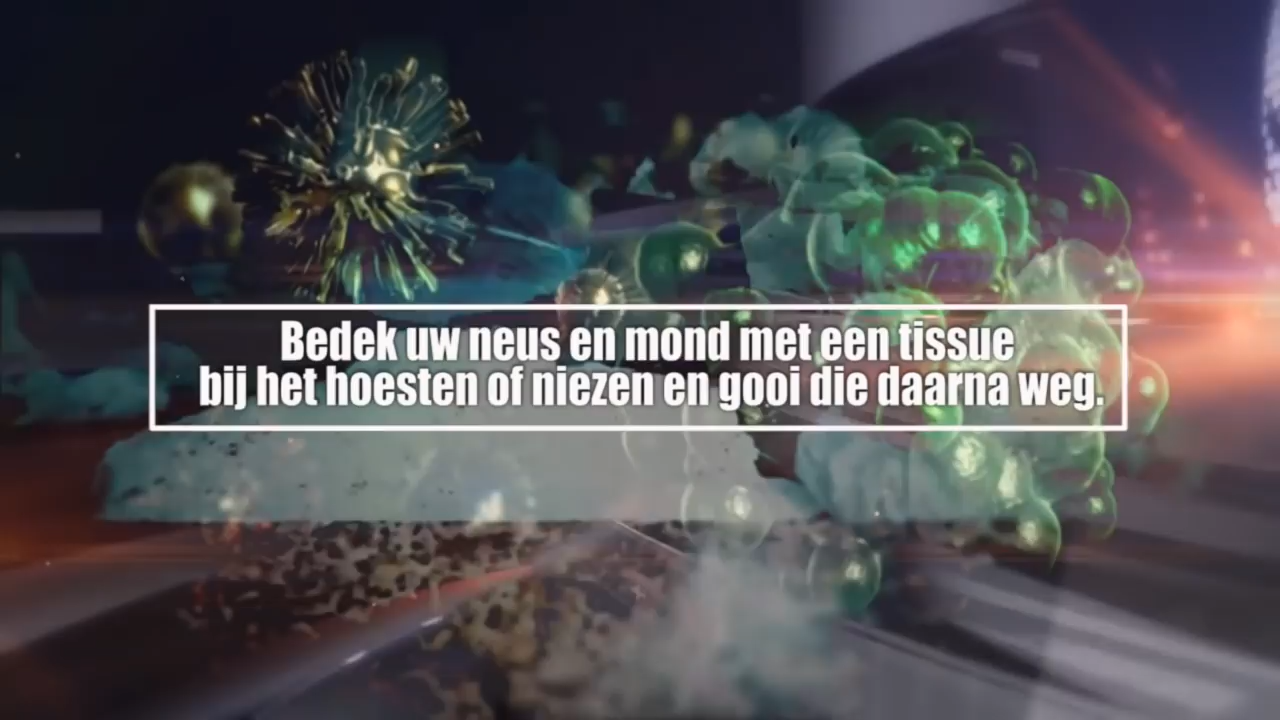 Bedek uw neus en mond met een tissue
bij het hoesten of niezen en gooi die daarna weg.